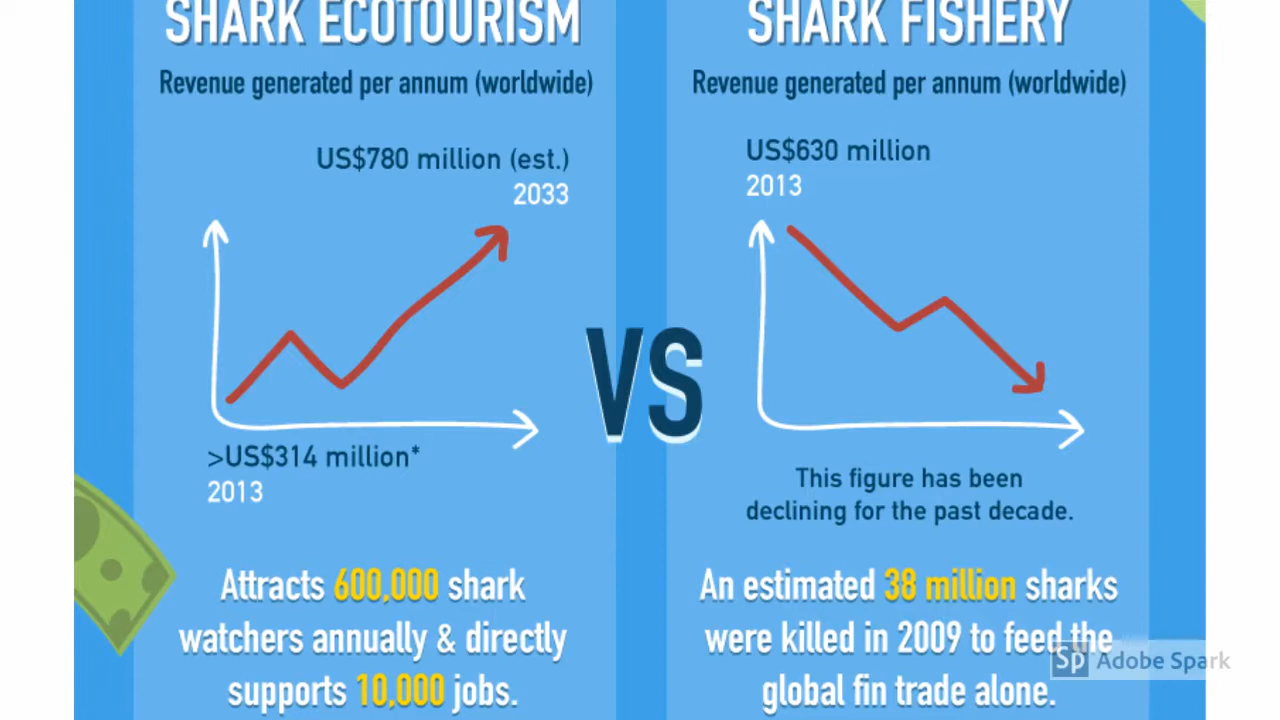 SHARK ECOTOURISM
Revenue generated per annum (worldwide)
US$780 million (est.)
2033
>US$314 million*
2013
Attracts 600,000 shark
watchers annually & directly
supports 10,000 jobs.
VS
SHARK FISHERY
Revenue generated per annum (worldwide)
US$630 million
2013
This figure has been
declining for the past decade.
An estimated 38 million sharks
were killed in 2009 to feed the
global fin trade alone.
Sp Adobe Spark